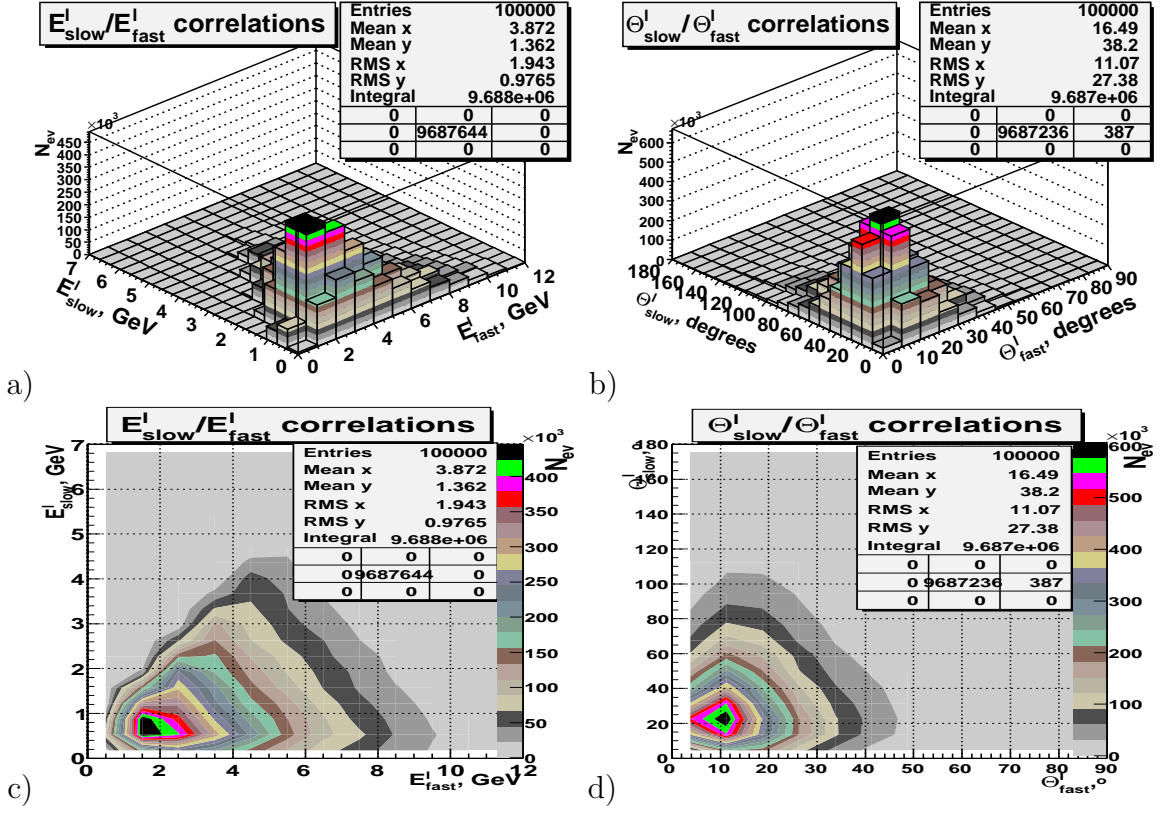 E^l_slow/E^l_fast correlations
Entries 100000
Mean x 3.872
Mean y 1.362
RMS x 1.943
RMS y 0.9765
Integral 9.688e+06
0 0 0
0 9687644 0
0 0 0
×10³
N_ev
450
400
350
300
250
200
150
100
50
0
7 6 5 4 3 2 1 0
E^l_slow, GeV
0 2 4 6 8 10 12
E^l_fast, GeV
a)
Θ^l_slow/Θ^l_fast correlations
Entries 100000
Mean x 16.49
Mean y 38.2
RMS x 11.07
RMS y 27.38
Integral 9.687e+06
0 0 0
0 9687236 387
0 0 0
×10³
N_ev
600
500
400
300
200
100
0
180 160 140 120 100 80 60 40 20 0
Θ^l_slow, degrees
0 10 20 30 40 50 60 70 80 90
Θ^l_fast, degrees
b)
E^l_slow/E^l_fast correlations
Entries 100000
Mean x 3.872
Mean y 1.362
RMS x 1.943
RMS y 0.9765
Integral 9.688e+06
0 0 0
0 9687644 0
0 0 0
E^l_slow, GeV
7
6
5
4
3
2
1
0
0 2 4 6 8 10 12
E^l_fast, GeV
×10³
N_ev
400
350
300
250
200
150
100
50
0
c)
Θ^l_slow/Θ^l_fast correlations
Entries 100000
Mean x 16.49
Mean y 38.2
RMS x 11.07
RMS y 27.38
Integral 9.687e+06
0 0 0
0 9687236 387
0 0 0
Θ^l_slow, °
180
160
140
120
100
80
60
40
20
0
0 10 20 30 40 50 60 70 80 90
Θ^l_fast, °
×10³
N_ev
600
500
400
300
200
100
0
d)